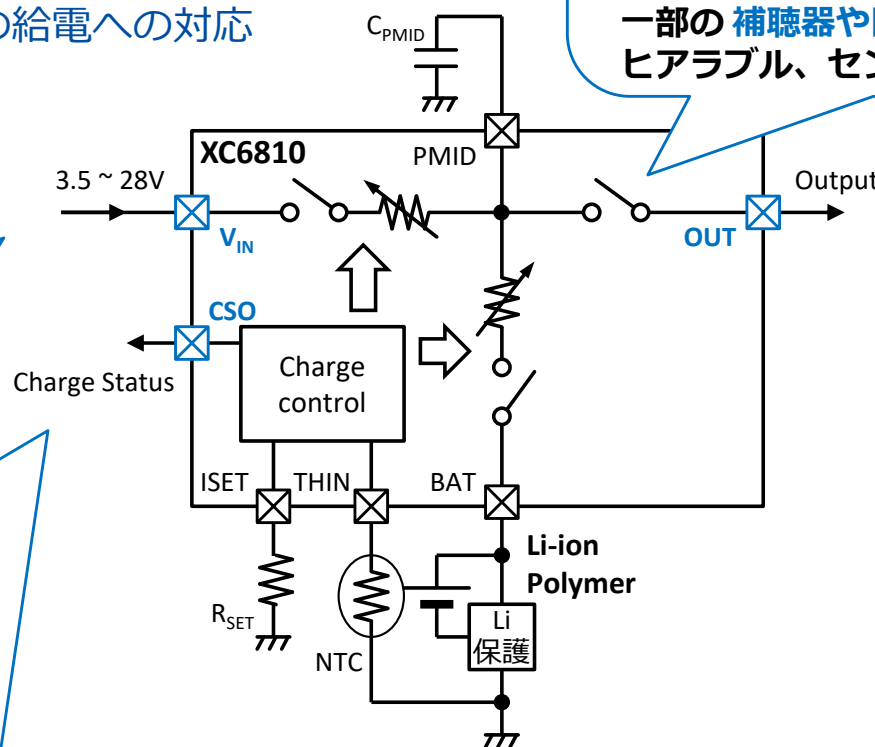 の給電への対応
一部の 補聴器や
ヒアラブル、セン
C_PMID
XC6810
PMID
3.5 ~ 28V
Output
V_IN
OUT
CSO
Charge Status
Charge
control
ISET
THIN
BAT
Li-ion
Polymer
R_SET
NTC
Li
保護